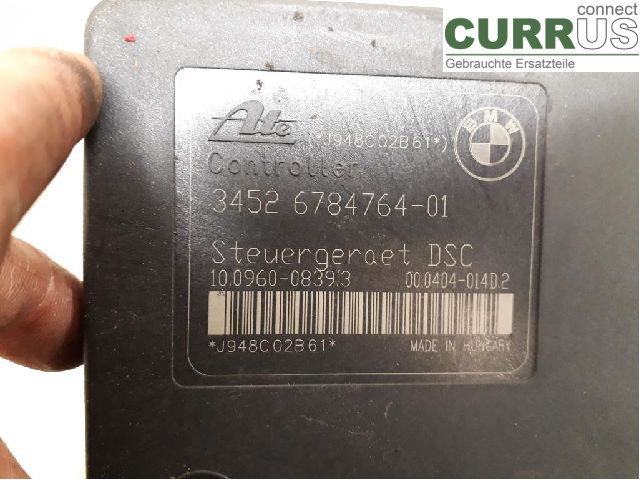 connect
CURRUS
Gebrauchte Ersatzteile
Ate (*J948C02B61*)
BMW
Controller
3452 6784764-01
Steuergeraet DSC
10.0960-0839.3 00.0404-014D.2
*J948C02B61* MADE IN HUNGARY